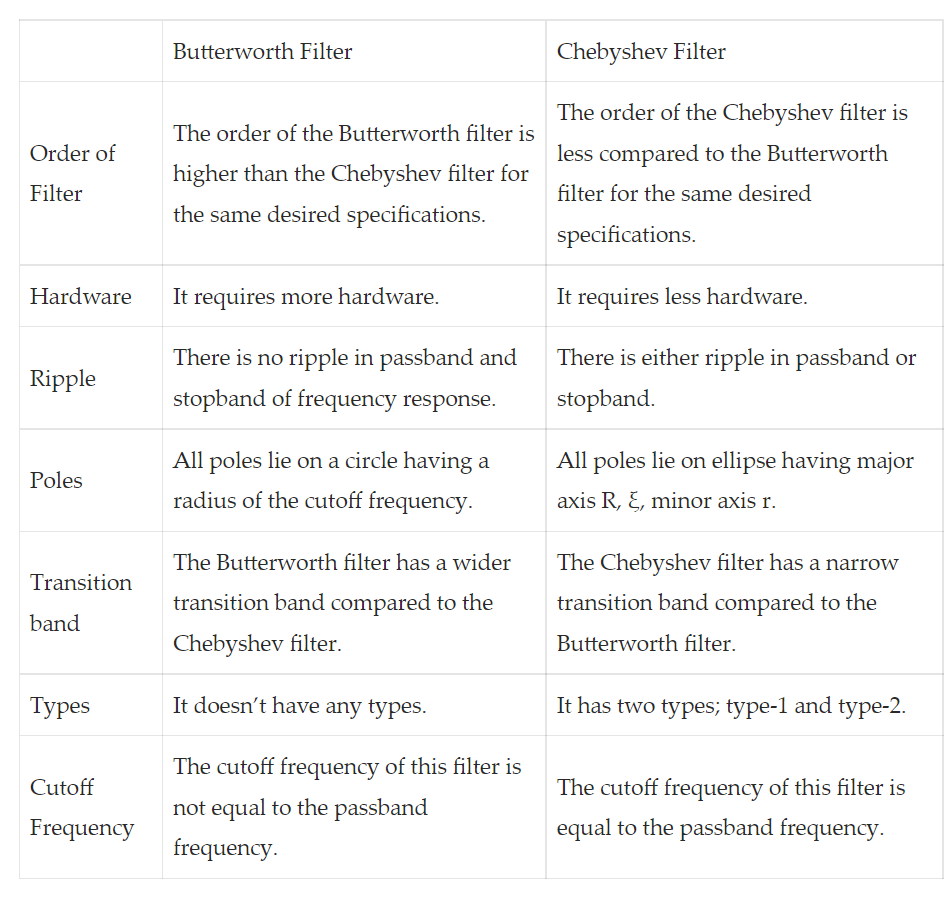 Butterworth Filter
Chebyshev Filter
Order of
Filter
The order of the Butterworth filter is
higher than the Chebyshev filter for
the same desired specifications.
The order of the Chebyshev filter is
less compared to the Butterworth
filter for the same desired
specifications.
Hardware
It requires more hardware.
It requires less hardware.
Ripple
There is no ripple in passband and
stopband of frequency response.
There is either ripple in passband or
stopband.
Poles
All poles lie on a circle having a
radius of the cutoff frequency.
All poles lie on ellipse having major
axis R, ξ, minor axis r.
Transition
band
The Butterworth filter has a wider
transition band compared to the
Chebyshev filter.
The Chebyshev filter has a narrow
transition band compared to the
Butterworth filter.
Types
It doesn’t have any types.
It has two types; type-1 and type-2.
Cutoff
Frequency
The cutoff frequency of this filter is
not equal to the passband
frequency.
The cutoff frequency of this filter is
equal to the passband frequency.